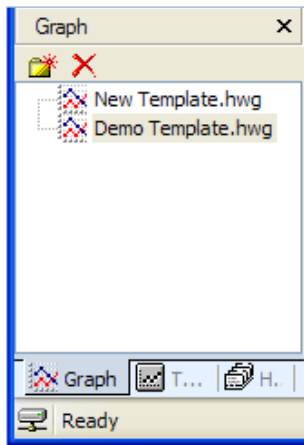 Graph
New Template.hwg
Demo Template.hwg
Graph T... H.
Ready